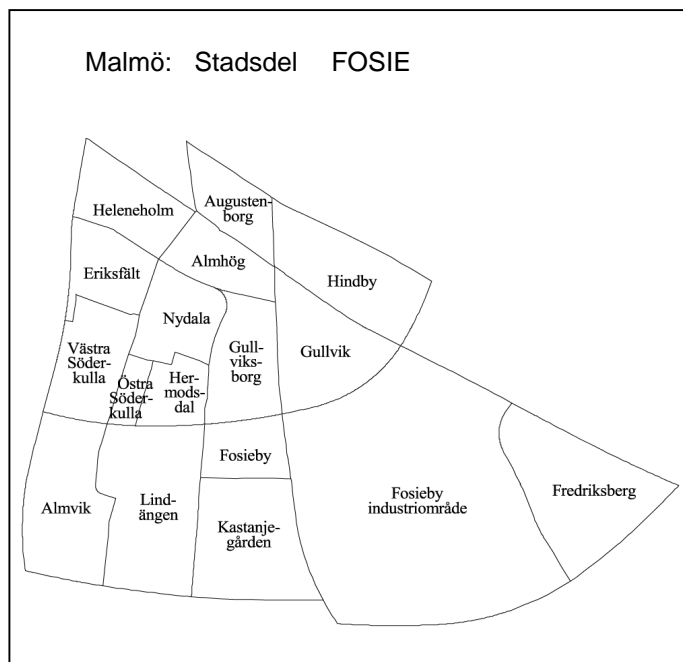 Malmö: Stadsdel FOSIE
Heleneholm
Augusten-
borg
Almhög
Eriksfält
Hindby
Nydala
Västra
Söder-
kulla
Gull-
viks-
borg
Gullvik
Östra
Söder-
kulla
Her-
mods-
dal
Fosieby
Almvik
Lind-
ängen
Kastanje-
gården
Fosieby
industriområde
Fredriksberg